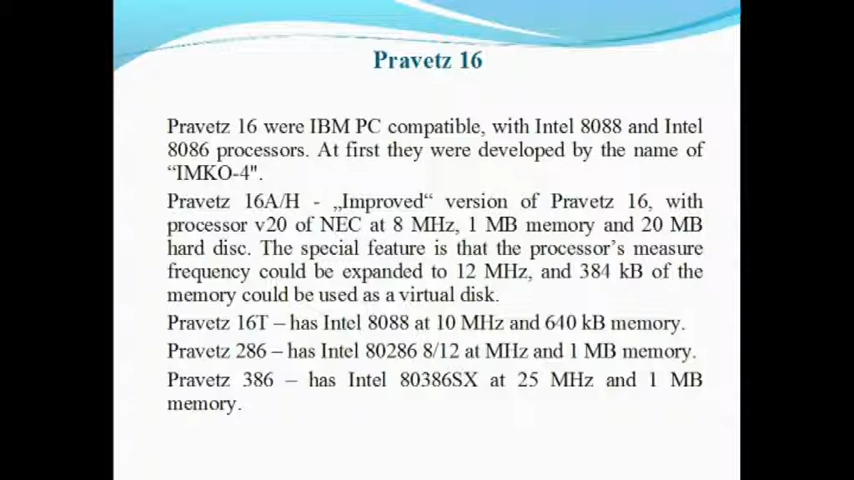 Pravetz 16
Pravetz 16 were IBM PC compatible, with Intel 8088 and Intel
8086 processors. At first they were developed by the name of
“IMKO-4".
Pravetz 16A/H - „Improved“ version of Pravetz 16, with
processor v20 of NEC at 8 MHz, 1 MB memory and 20 MB
hard disc. The special feature is that the processor’s measure
frequency could be expanded to 12 MHz, and 384 kB of the
memory could be used as a virtual disk.
Pravetz 16T – has Intel 8088 at 10 MHz and 640 kB memory.
Pravetz 286 – has Intel 80286 8/12 at MHz and 1 MB memory.
Pravetz 386 – has Intel 80386SX at 25 MHz and 1 MB
memory.